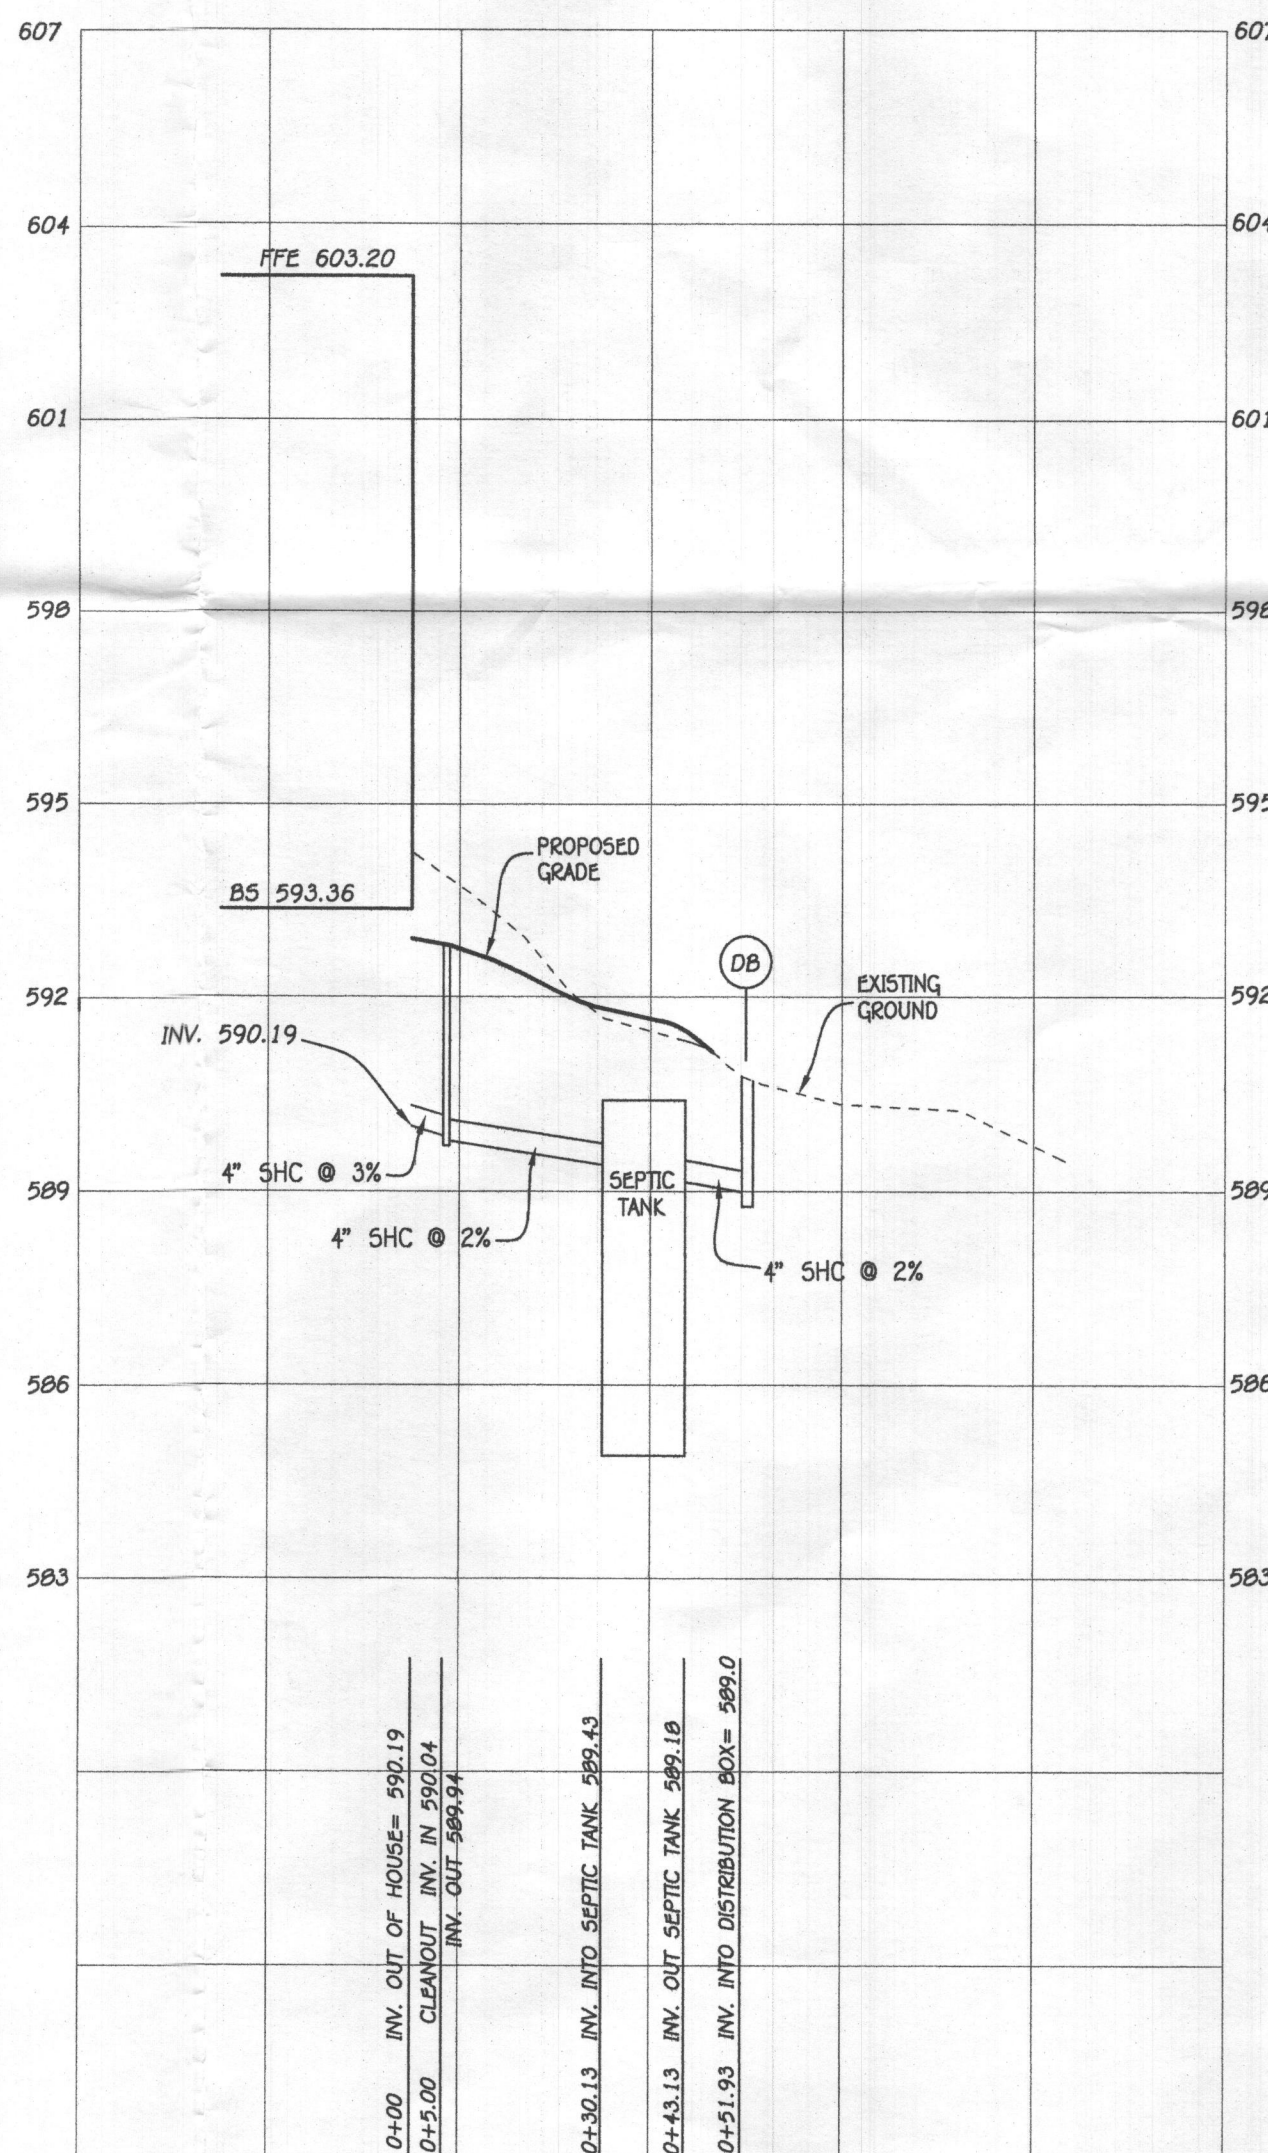 607
607
604
604
FFE 603.20
601
601
598
598
595
595
PROPOSED
GRADE
BS 593.36
DB
EXISTING
GROUND
592
592
INV. 590.19
4" SHC @ 3%
SEPTIC
TANK
589
589
4" SHC @ 2%
4" SHC @ 2%
586
586
583
583
0+00 INV. OUT OF HOUSE= 590.19
0+5.00 CLEANOUT INV. IN 590.04
INV. OUT 589.94
0+30.13 INV. INTO SEPTIC TANK 589.43
0+43.13 INV. OUT SEPTIC TANK 589.18
0+51.93 INV. INTO DISTRIBUTION BOX= 589.0